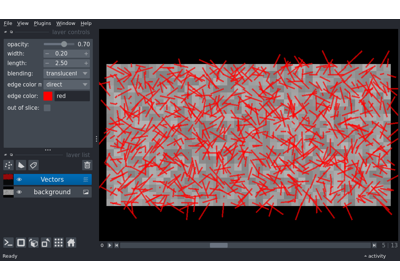 File View Plugins Window Help
layer controls
opacity: 0.70
width: 0.20
length: 2.50
blending: translucent
edge color m direct
edge color: red
out of slice:
layer list
Vectors
background
0 5 13
Ready
activity